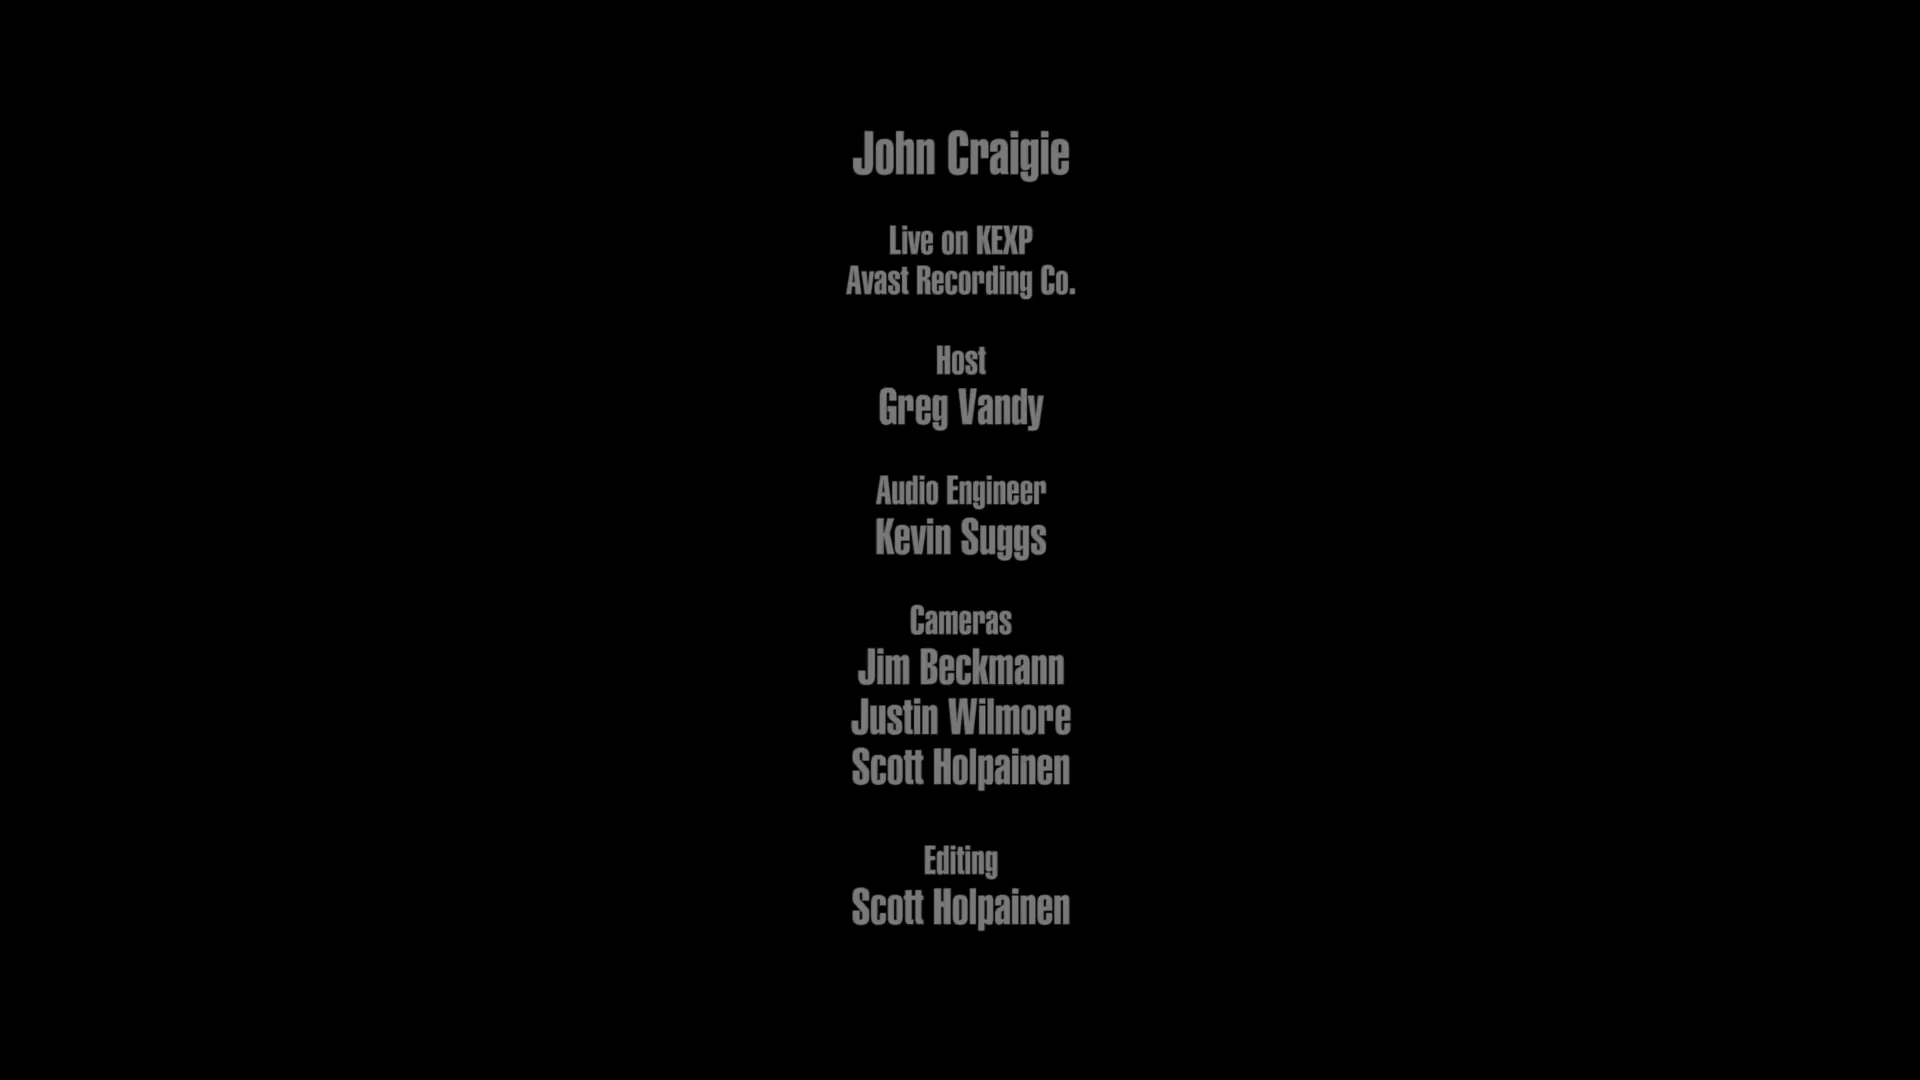 John Craigie
Live on KEXP
Avast Recording Co.
Host
Greg Vandy
Audio Engineer
Kevin Suggs
Cameras
Jim Beckmann
Justin Wilmore
Scott Holpainen
Editing
Scott Holpainen